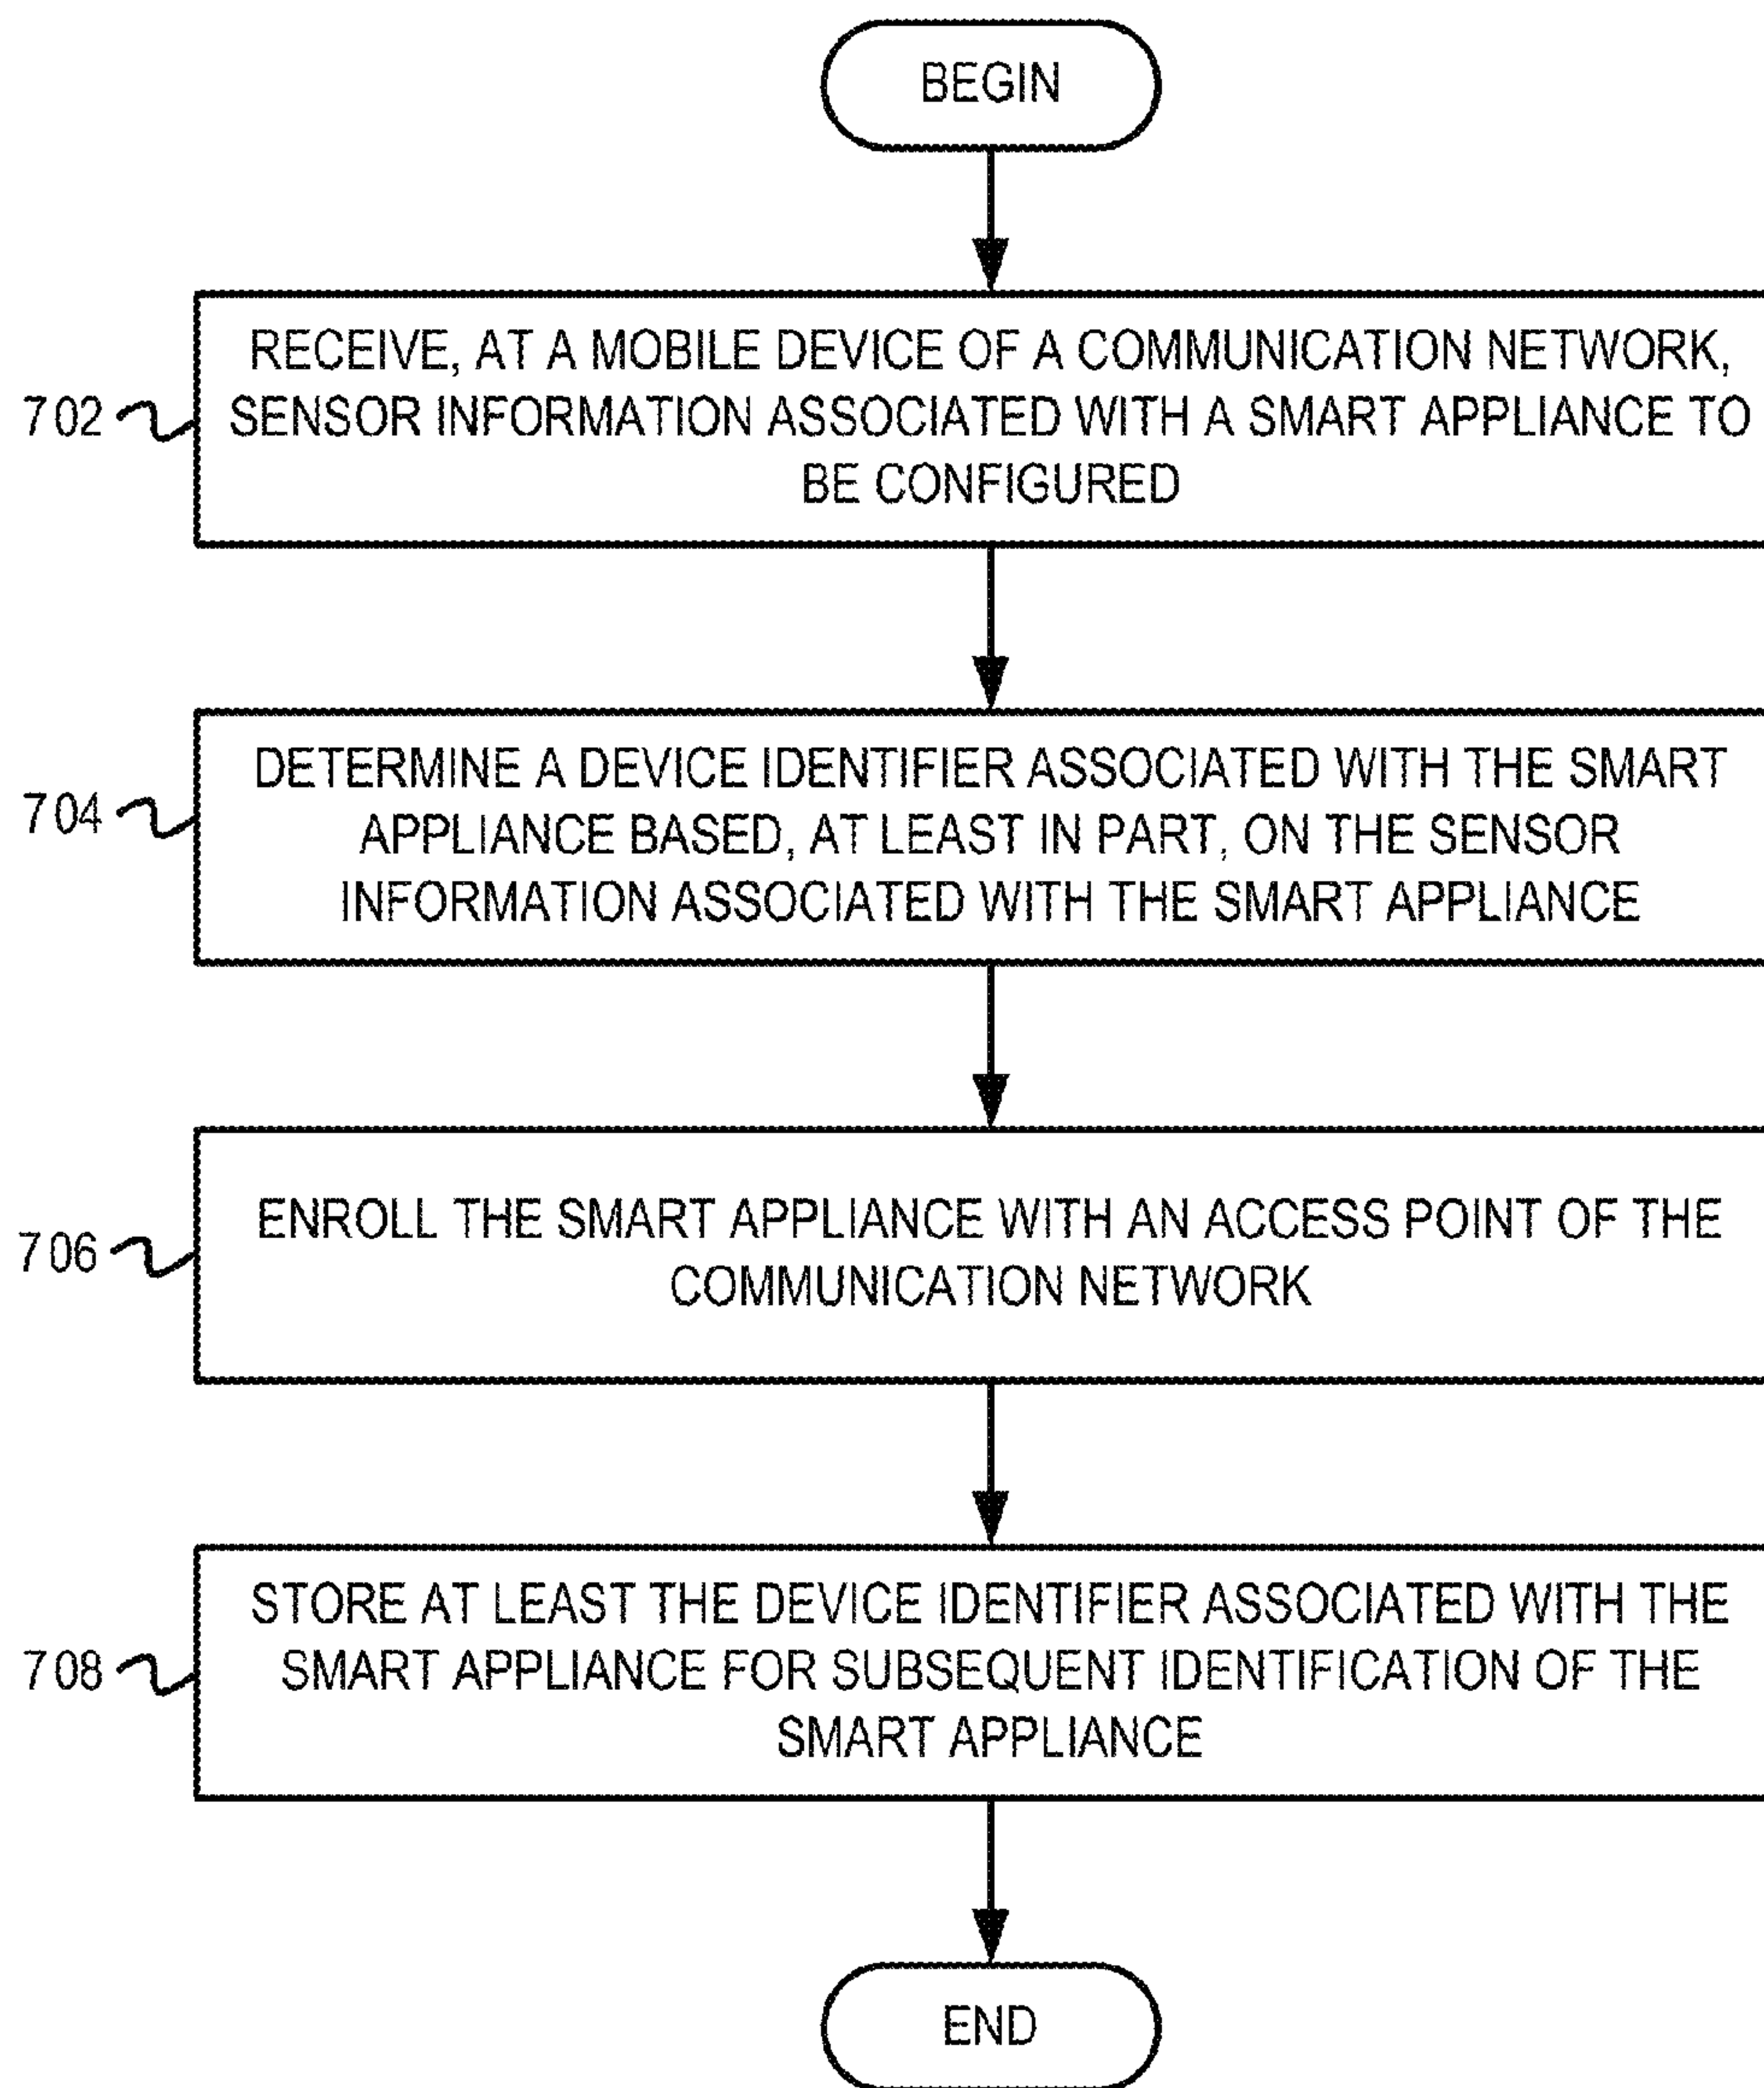 BEGIN
RECEIVE, AT A MOBILE DEVICE OF A COMMUNICATION NETWORK,
702
SENSOR INFORMATION ASSOCIATED WITH A SMART APPLIANCE TO
BE CONFIGURED
DETERMINE A DEVICE IDENTIFIER ASSOCIATED WITH THE SMART
704
APPLIANCE BASED, AT LEAST IN PART, ON THE SENSOR
INFORMATION ASSOCIATED WITH THE SMART APPLIANCE
706
ENROLL THE SMART APPLIANCE WITH AN ACCESS POINT OF THE
COMMUNICATION NETWORK
STORE AT LEAST THE DEVICE IDENTIFIER ASSOCIATED WITH THE
708
SMART APPLIANCE FOR SUBSEQUENT IDENTIFICATION OF THE
SMART APPLIANCE
END